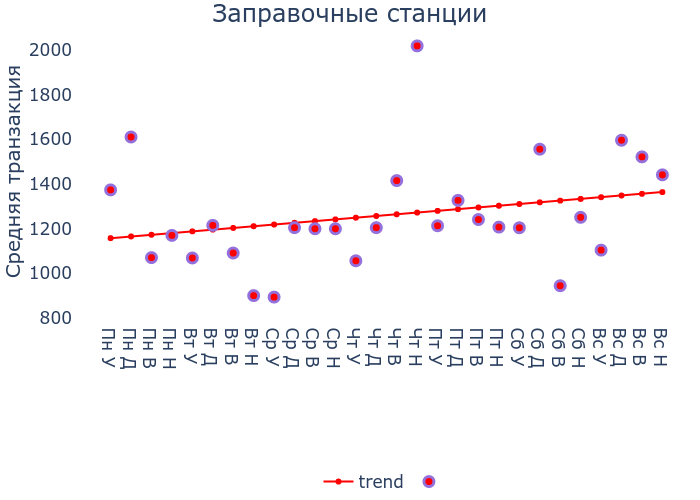 Заправочные станции
Средняя транзакция
2000
1800
1600
1400
1200
1000
800
Пн У
Пн Д
Пн В
Пн Н
Вт У
Вт Д
Вт В
Вт Н
Ср У
Ср Д
Ср В
Ср Н
Чт У
Чт Д
Чт В
Чт Н
Пт У
Пт Д
Пт В
Пт Н
Сб У
Сб Д
Сб В
Сб Н
Вс У
Вс Д
Вс В
Вс Н
trend